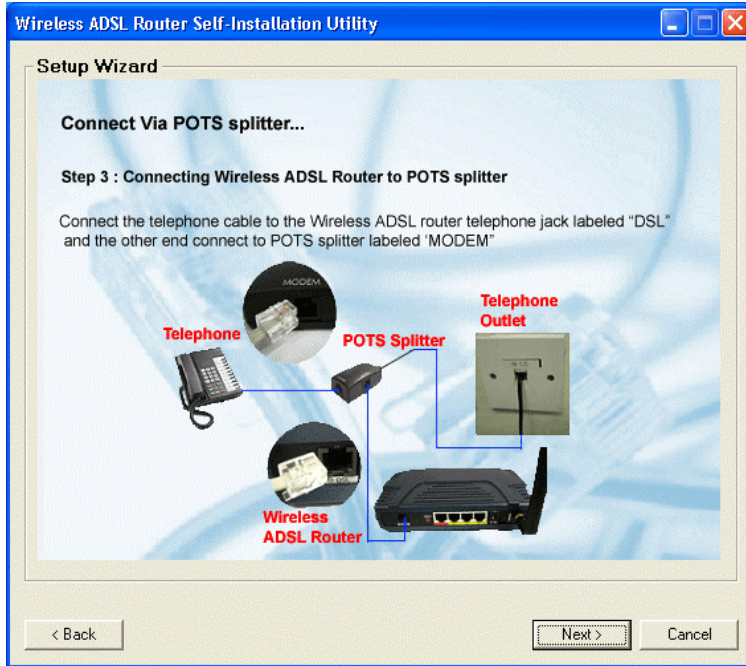 Wireless ADSL Router Self-Installation Utility
Setup Wizard
Connect Via POTS splitter...
Step 3 : Connecting Wireless ADSL Router to POTS splitter
Connect the telephone cable to the Wireless ADSL router telephone jack labeled “DSL”
and the other end connect to POTS splitter labeled ‘MODEM”
MODEM
Telephone
Outlet
Telephone
POTS Splitter
DSL
Wireless
ADSL Router
< Back
Next >
Cancel